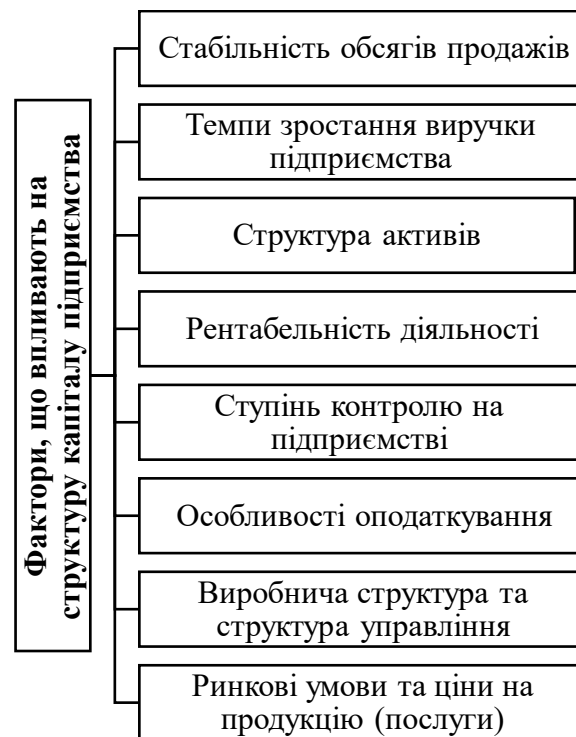 Фактори, що впливають на
структуру капіталу підприємства
Стабільність обсягів продажів
Темпи зростання виручки
підприємства
Структура активів
Рентабельність діяльності
Ступінь контролю на
підприємстві
Особливості оподаткування
Виробнича структура та
структура управління
Ринкові умови та ціни на
продукцію (послуги)